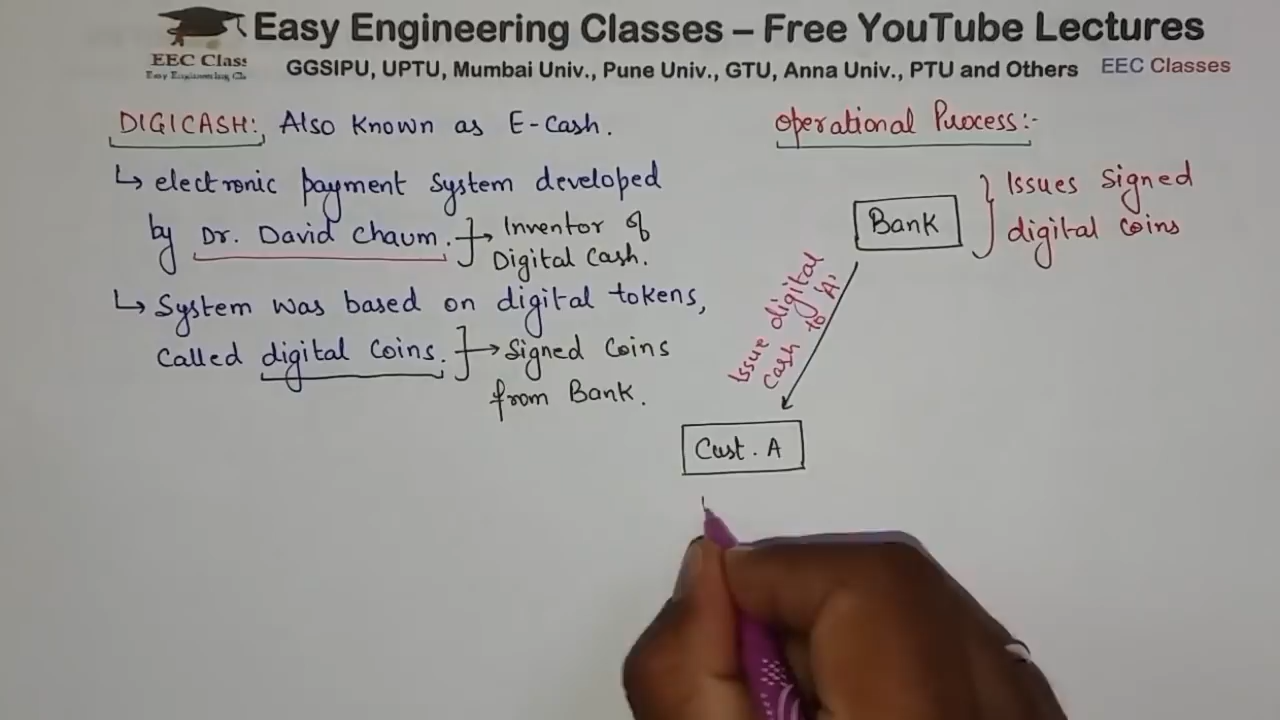 Easy Engineering Classes – Free YouTube Lectures
EEC Class
Easy Engineering Cla
GGSIPU, UPTU, Mumbai Univ., Pune Univ., GTU, Anna Univ., PTU and Others
EEC Classes
DIGICASH: Also Known as E-Cash.
↳ electronic payment System developed
by Dr. David Chaum. → Inventor of
Digital Cash.
↳ System was based on digital tokens,
Called digital Coins. → Signed Coins
from Bank.
Operational Process:-
Bank
Issues Signed
digital Coins
Issue digital
Cash to 'A'
Cust. A